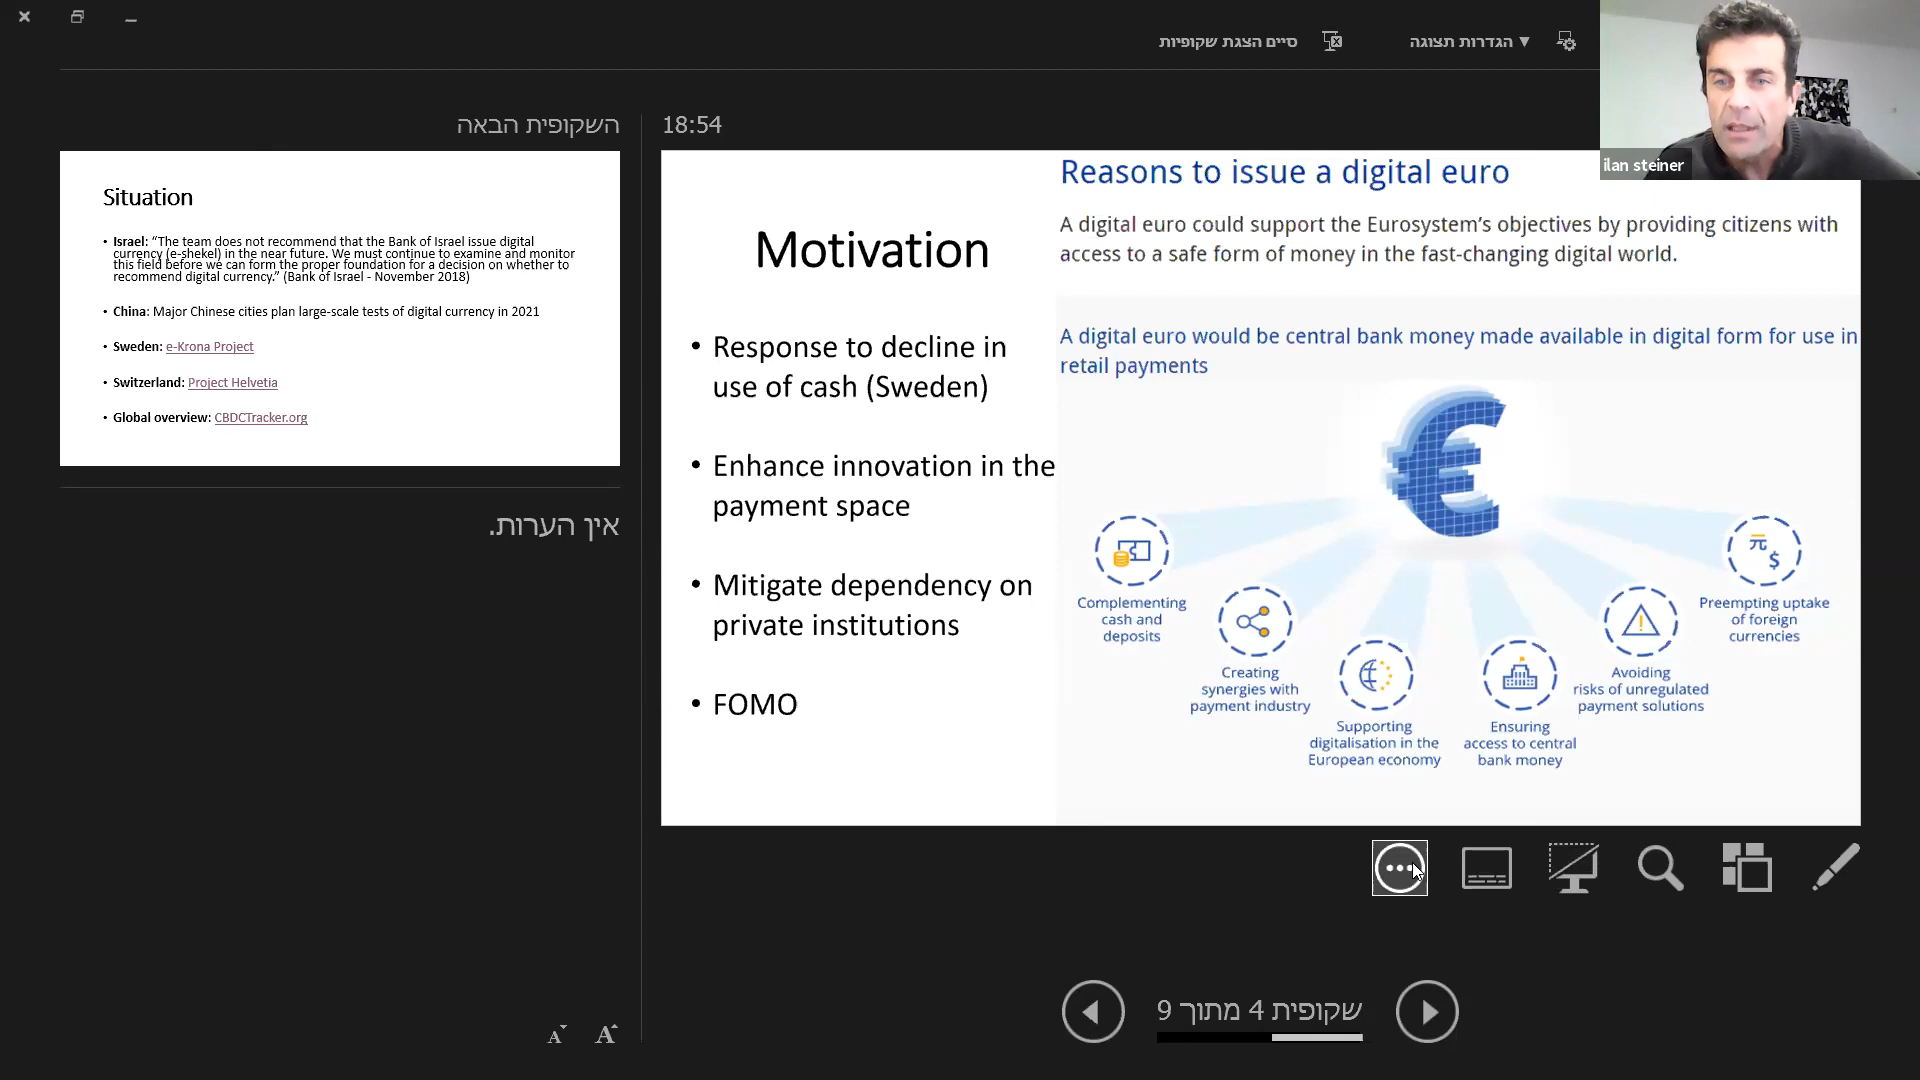 סיים הצגת שקופיות
הגדרות תצוגה ▼
ilan steiner
השקופית הבאה
18:54
Situation
• Israel: “The team does not recommend that the Bank of Israel issue digital
currency (e-shekel) in the near future. We must continue to examine and monitor
this field before we can form the proper foundation for a decision on whether to
recommend digital currency.” (Bank of Israel - November 2018)
• China: Major Chinese cities plan large-scale tests of digital currency in 2021
• Sweden: e-Krona Project
• Switzerland: Project Helvetia
• Global overview: CBDCTracker.org
אין הערות.
Motivation
• Response to decline in
use of cash (Sweden)
• Enhance innovation in the
payment space
• Mitigate dependency on
private institutions
• FOMO
Reasons to issue a digital euro
A digital euro could support the Eurosystem’s objectives by providing citizens with
access to a safe form of money in the fast-changing digital world.
A digital euro would be central bank money made available in digital form for use in
retail payments
€
Complementing
cash and
deposits
Creating
synergies with
payment industry
Supporting
digitalisation in the
European economy
Ensuring
access to central
bank money
Avoiding
risks of unregulated
payment solutions
Preempting uptake
of foreign
currencies
שקופית 4 מתוך 9
A A